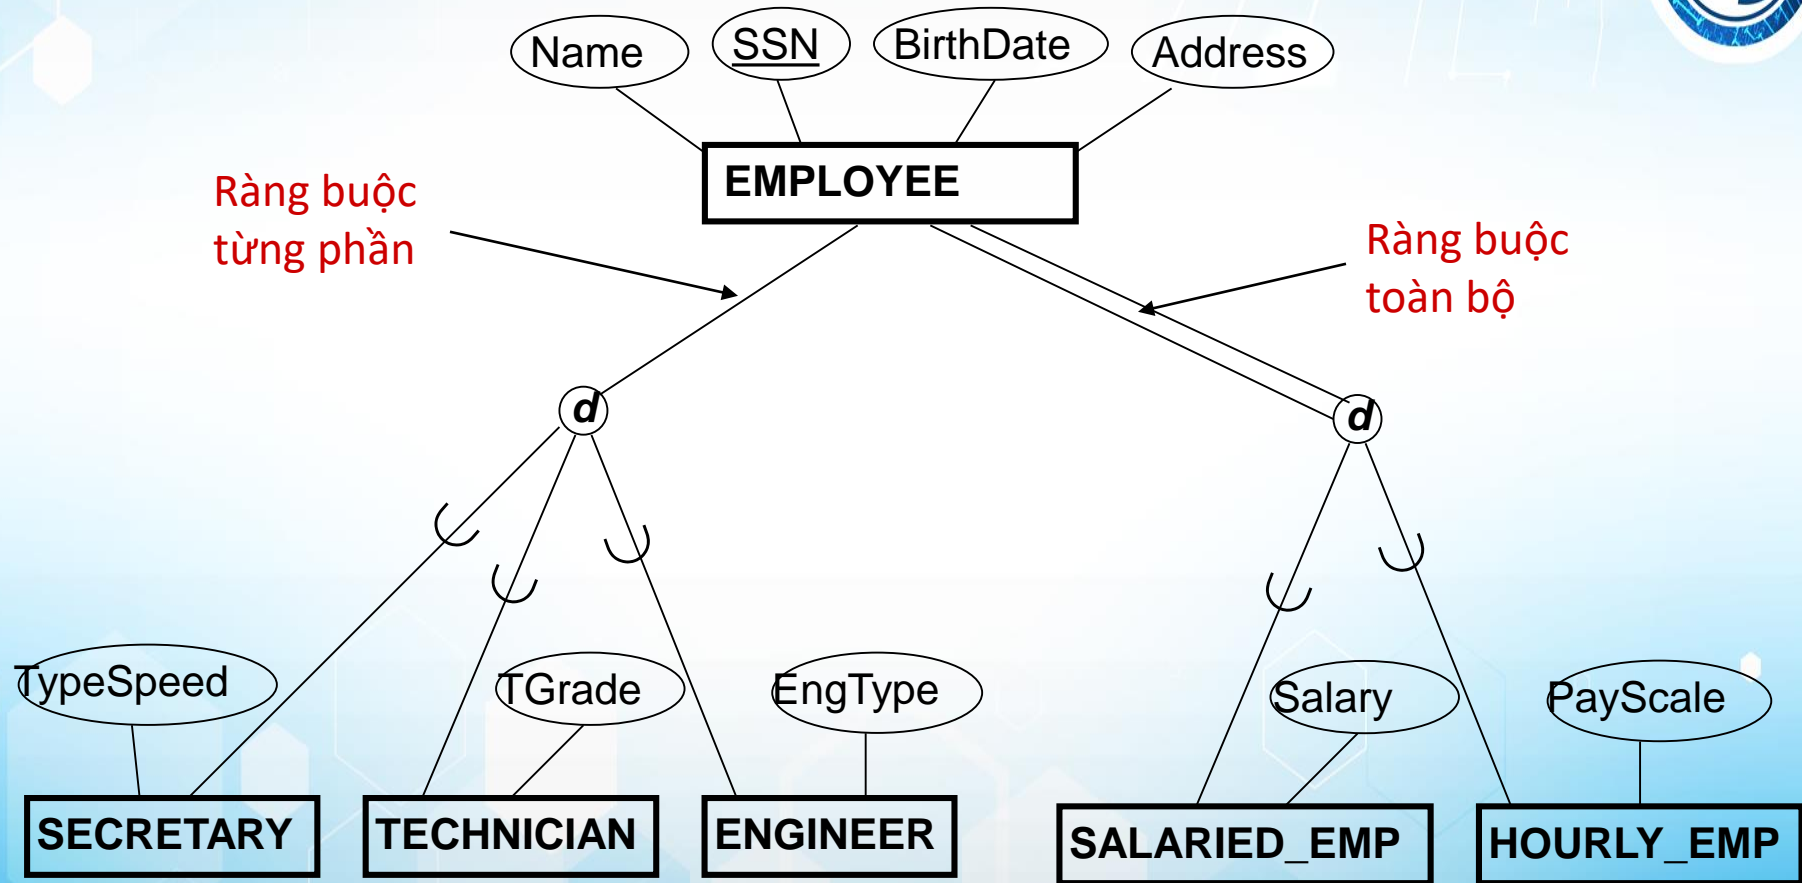 Name
SSN
BirthDate
Address
EMPLOYEE
Ràng buộc
từng phần
Ràng buộc
toàn bộ
d
d
TypeSpeed
TGrade
EngType
Salary
PayScale
SECRETARY
TECHNICIAN
ENGINEER
SALARIED_EMP
HOURLY_EMP